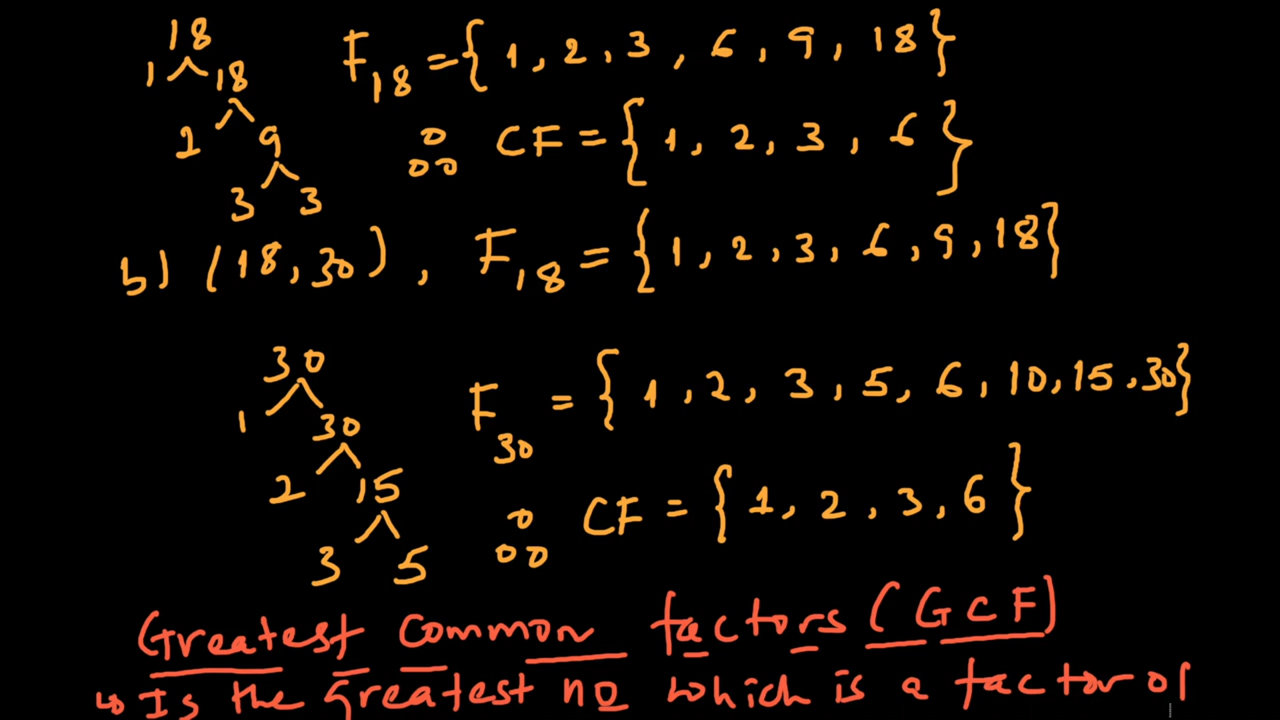 18
1 18
2 9
3 3
F18 = { 1, 2, 3, 6, 9, 18 }
∴ CF = { 1, 2, 3, 6 }
b) (18, 30), F18 = { 1, 2, 3, 6, 9, 18 }
30
1 30
2 15
3 5
F30 = { 1, 2, 3, 5, 6, 10, 15, 30 }
∴ CF = { 1, 2, 3, 6 }
Greatest common factors (GCF)
↳ Is the greatest no which is a factor of